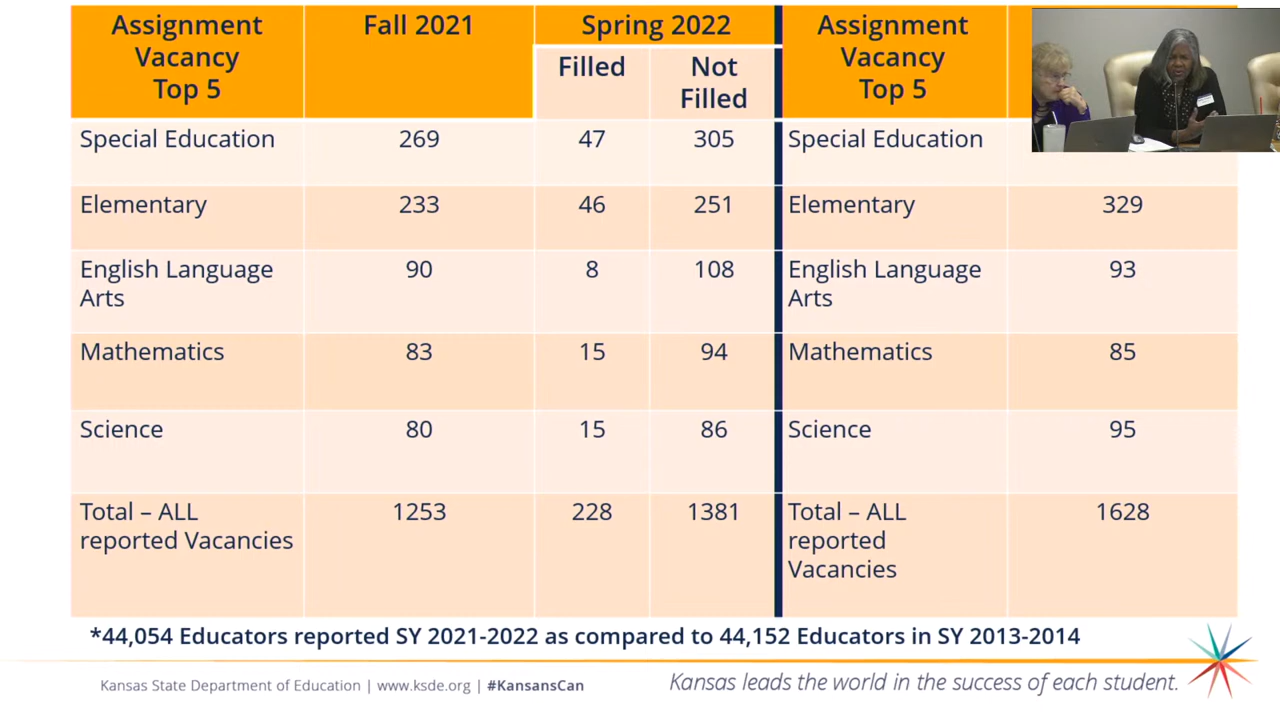 Assignment
Vacancy
Top 5
Fall 2021
Spring 2022
Filled
Not
Filled
Assignment
Vacancy
Top 5
Special Education
269
47
305
Special Education
Elementary
233
46
251
Elementary
329
English Language
Arts
90
8
108
English Language
Arts
93
Mathematics
83
15
94
Mathematics
85
Science
80
15
86
Science
95
Total – ALL
reported Vacancies
1253
228
1381
Total – ALL
reported
Vacancies
1628
*44,054 Educators reported SY 2021-2022 as compared to 44,152 Educators in SY 2013-2014
Kansas State Department of Education | www.ksde.org | #KansansCan
Kansas leads the world in the success of each student.